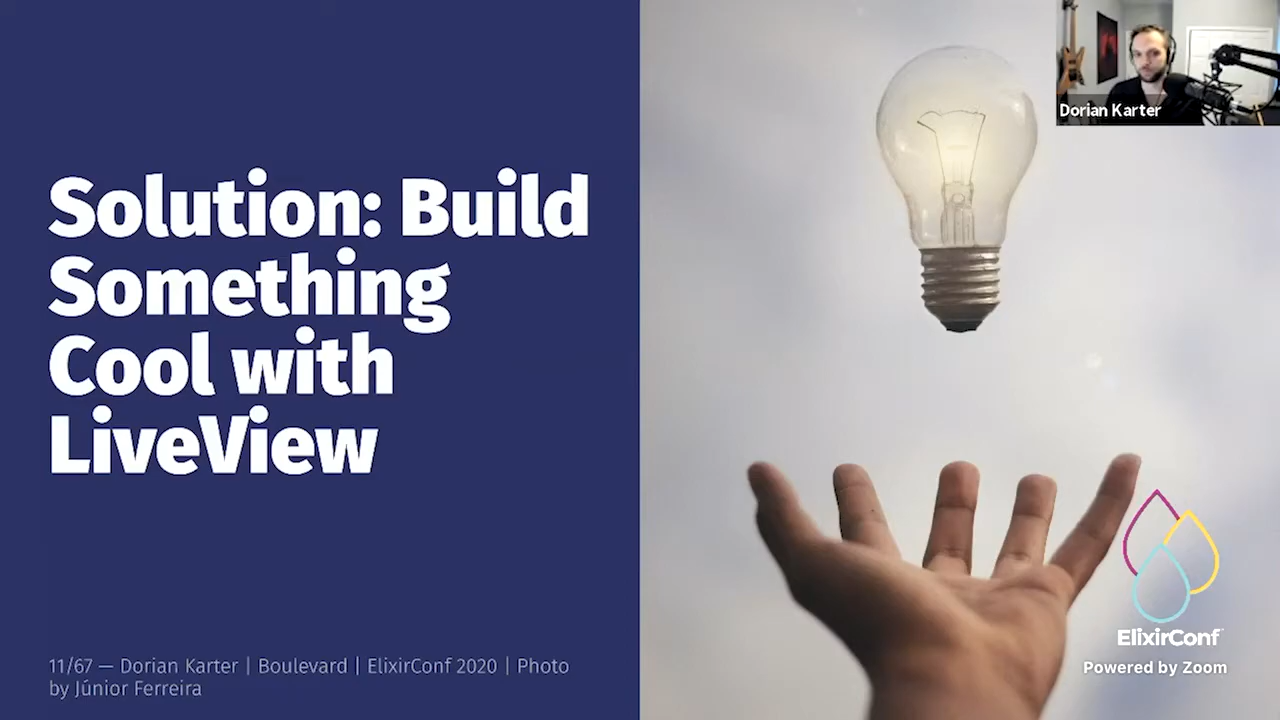 Solution: Build
Something
Cool with
LiveView
11/67 — Dorian Karter | Boulevard | ElixirConf 2020 | Photo
by Júnior Ferreira
Dorian Karter
ElixirConf
Powered by Zoom